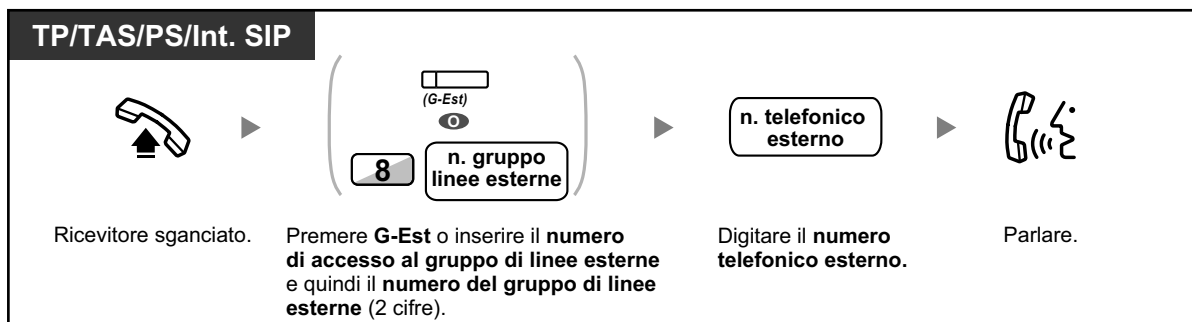 TP/TAS/PS/Int. SIP
(G-Est)
O
8
n. gruppo
linee esterne
n. telefonico
esterno
Ricevitore sganciato.
Premere G-Est o inserire il numero
di accesso al gruppo di linee esterne
e quindi il numero del gruppo di linee
esterne (2 cifre).
Digitare il numero
telefonico esterno.
Parlare.